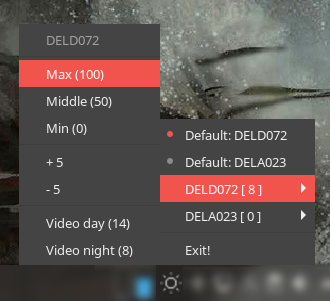 DELD072
Max (100)
Middle (50)
Min (0)
+ 5
- 5
Video day (14)
Video night (8)
Default: DELD072
Default: DELA023
DELD072 [ 8 ]
DELA023 [ 0 ]
Exit!